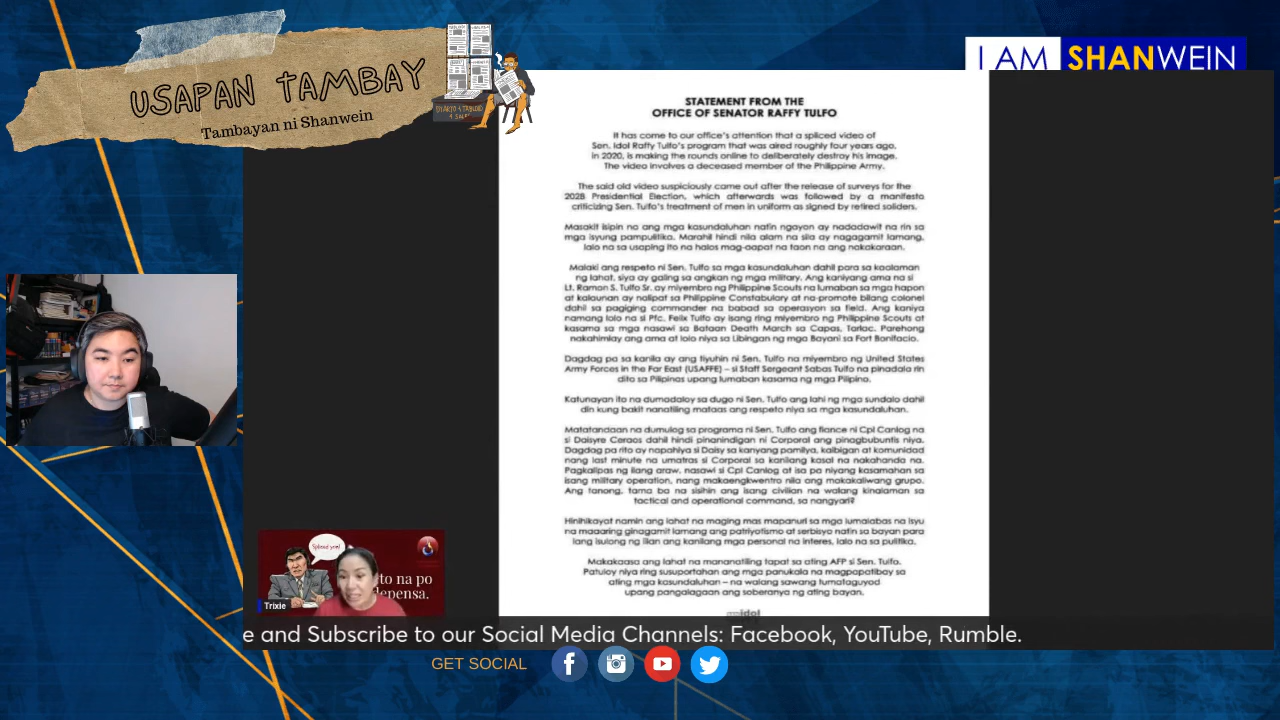 USAPAN TAMBAY
Tambayan ni Shanwein
I AM SHANWEIN
STATEMENT FROM THE
OFFICE OF SENATOR RAFFY TULFO
It has come to our office's attention that a spliced video of
Sen. Idol Raffy Tulfo's program that was aired roughly four years ago,
in 2020, is making the rounds online to deliberately destroy his image.
The video involves a deceased member of the Philippine Army.
The said old video suspiciously came out after the release of surveys for the
2028 Presidential Election, which afterwards was followed by a manifesto
criticizing Sen. Tulfo's treatment of men in uniform as signed by retired soliders.
Masakit isipin na ang mga kasundaluhan natin ngayon ay nadadawit na rin sa
mga isyung pampulitika. Marahil hindi nila alam na sila ay nagagamit lamang,
lalo na sa usaping ito na halos mag-aapat na taon na ang nakakaraan.
Malaki ang respeto ni Sen. Tulfo sa mga kasundaluhan dahil para sa kaalaman
ng lahat, siya ay galing sa angkan ng mga military. Ang kaniyang ama na si
Lt. Ramon S. Tulfo Sr. ay miyembro ng Philippine Scouts na lumaban sa mga hapon
at kalaunan ay nalipat sa Philippine Constabulary at na-promote bilang colonel
dahil sa pagiging commander na babad sa operasyon sa field. Ang kaniya
namang lolo na si Pfc. Felix Tulfo ay isang ring miyembro ng Philippine Scouts at
kasama sa mga nasawi sa Bataan Death March sa Capas, Tarlac. Parehong
nakahimlay ang ama at lolo niya sa Libingan ng mga Bayani sa Fort Bonifacio.
Dagdag pa sa kanila ay ang tiyuhin ni Sen. Tulfo na miyembro ng United States
Army Forces in the Far East (USAFFE) – si Staff Sergeant Sabas Tulfo na pinadala rin
dito sa Pilipinas upang lumaban kasama ng mga Pilipino.
Katunayan ito na dumadaloy sa dugo ni Sen. Tulfo ang lahi ng mga sundalo dahil
din kung bakit nanatiling mataas ang respeto niya sa mga kasundaluhan.
Matatandaan na dumulog sa programa ni Sen. Tulfo ang fiance ni Cpl Canlog na
si Daisyre Ceraos dahil hindi pinanindigan ni Corporal ang pinagbubuntis niya.
Dagdag pa rito ay napahiya si Daisy sa kanyang pamilya, kaibigan at komunidad
nang last minute na umatras si Corporal sa kanilang kasal na nakahanda na.
Pagkalipas ng ilang araw, nasawi si Cpl Canlog at isa pa niyang kasamahan sa
isang military operation, nang makaengkwentro nila ang makakaliwang grupo.
Ang tanong, tama ba na sisihin ang isang civilian na walang kinalaman sa
tactical and operational command, sa nangyari?
Hinihikayat namin ang lahat na maging mas mapanuri sa mga lumalabas na isyu
na maaaring ginagamit lamang ang patriyotismo at serbisyo natin sa bayan para
lang isulong ng ilan ang kanilang mga personal na interes, lalo na sa pulitika.
Makakaasa ang lahat na mananatiling tapat sa ating AFP si Sen. Tulfo.
Patuloy niya ring susuportahan ang mga panukala na magpapatibay sa
ating mga kasundaluhan – na walang sawang tumataguyod
upang pangalagaan ang soberanya ng ating bayan.
idol
Spliced yan!
ito na po
depensa.
Trixie
e and Subscribe to our Social Media Channels: Facebook, YouTube, Rumble.
GET SOCIAL